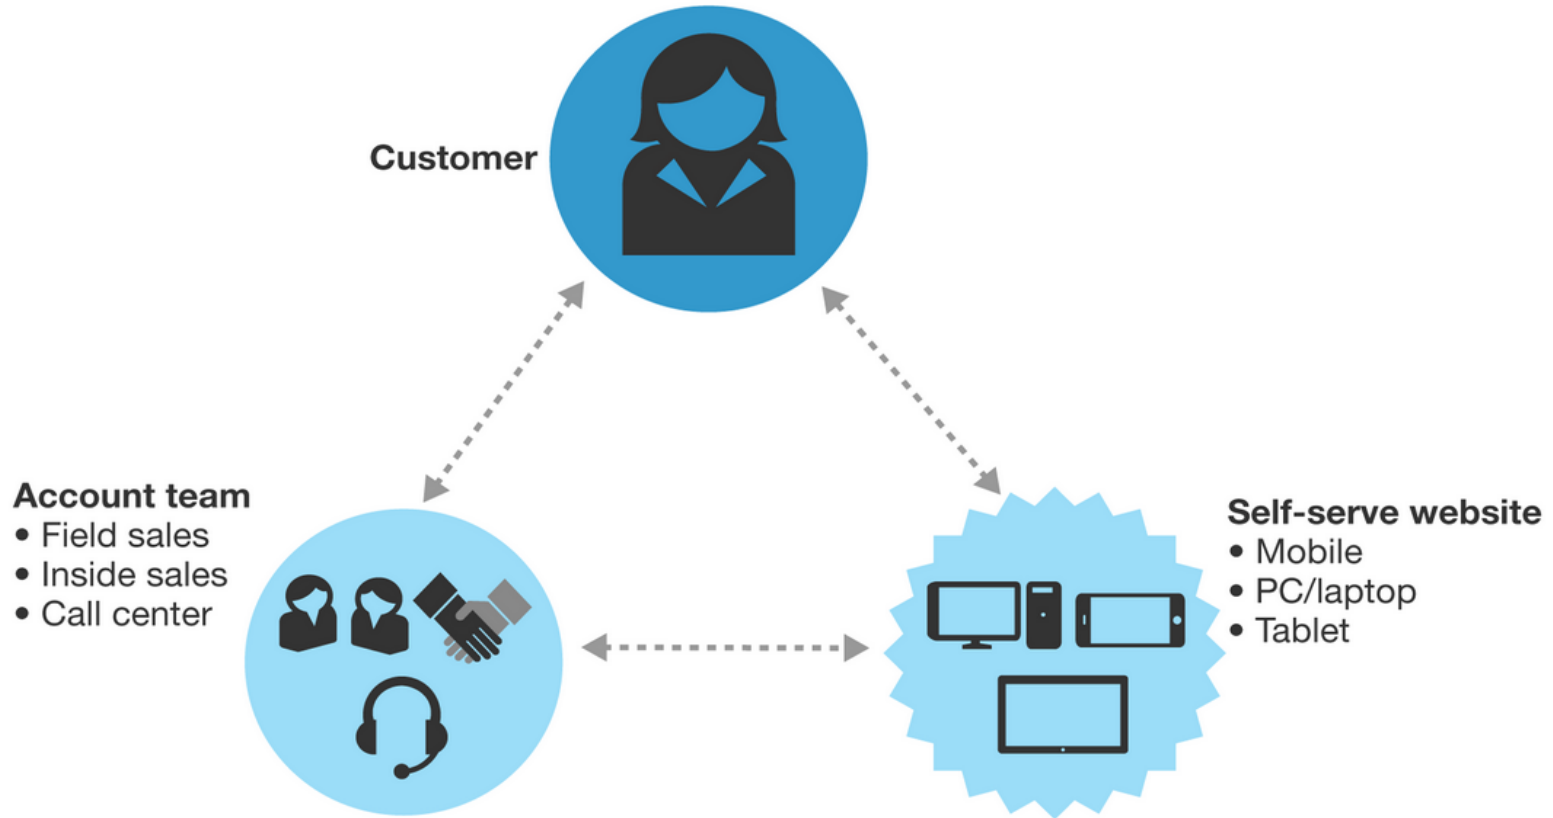 Customer
Account team
• Field sales
• Inside sales
• Call center
Self-serve website
• Mobile
• PC/laptop
• Tablet